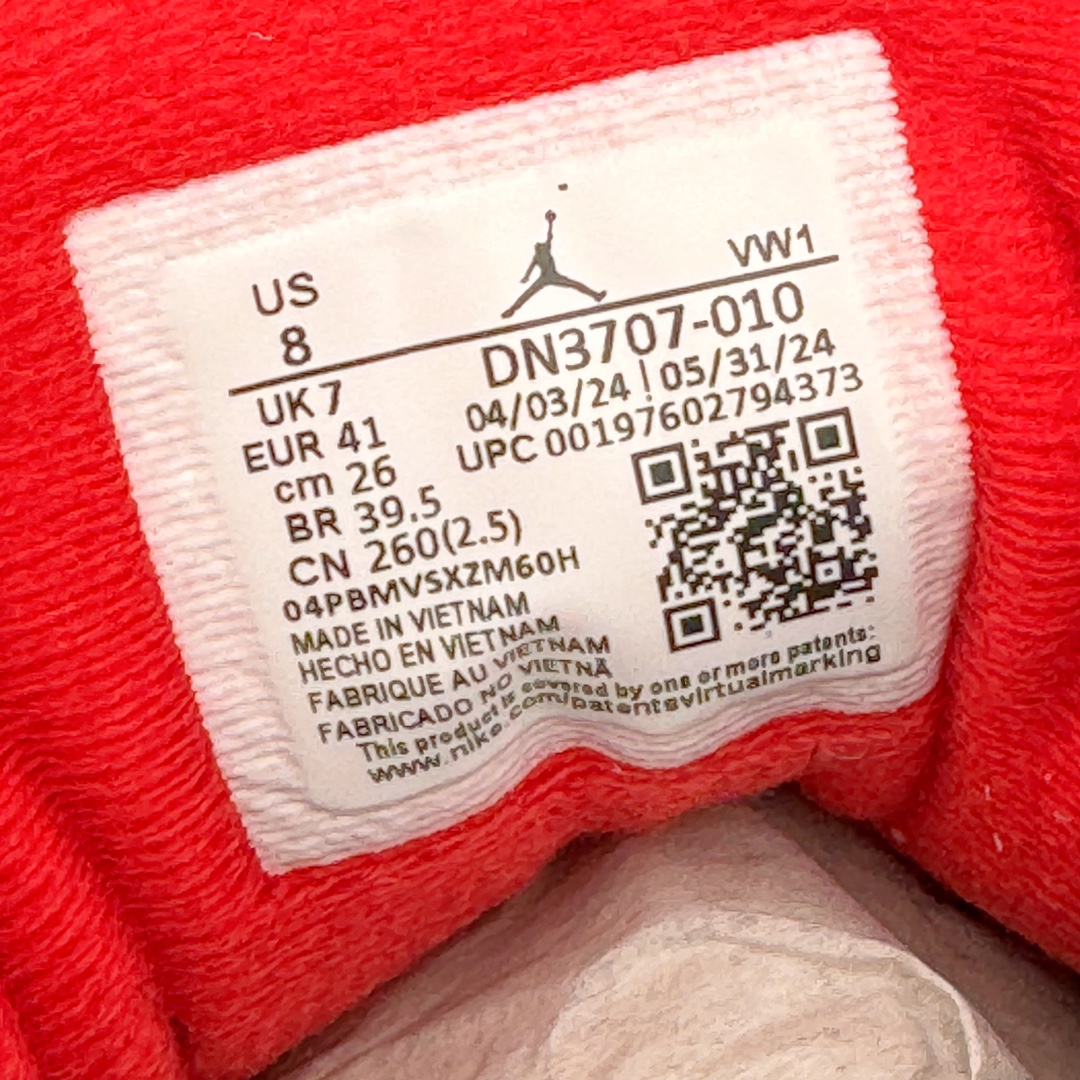 US
8
VW1
DN3707-010
04/03/24 | 05/31/24
UPC 00197602794373
UK 7
EUR 41
cm 26
BR 39.5
CN 260(2.5)
04PBMVSXZM60H
MADE IN VIETNAM
HECHO EN VIETNAM
FABRIQUE AU VIETNAM
FABRICADO NO VIETNÃ
This product is covered by one or more patents:
www.nike.com/patentsvirtualmarking